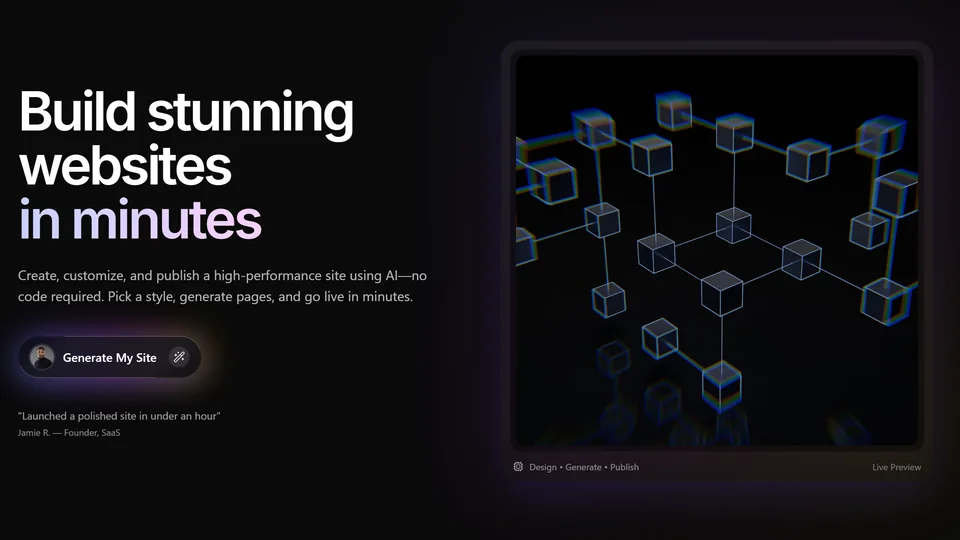 Build stunning
websites
in minutes
Create, customize, and publish a high-performance site using AI—no
code required. Pick a style, generate pages, and go live in minutes.
Generate My Site
"Launched a polished site in under an hour"
Jamie R. — Founder, SaaS
Design • Generate • Publish
Live Preview